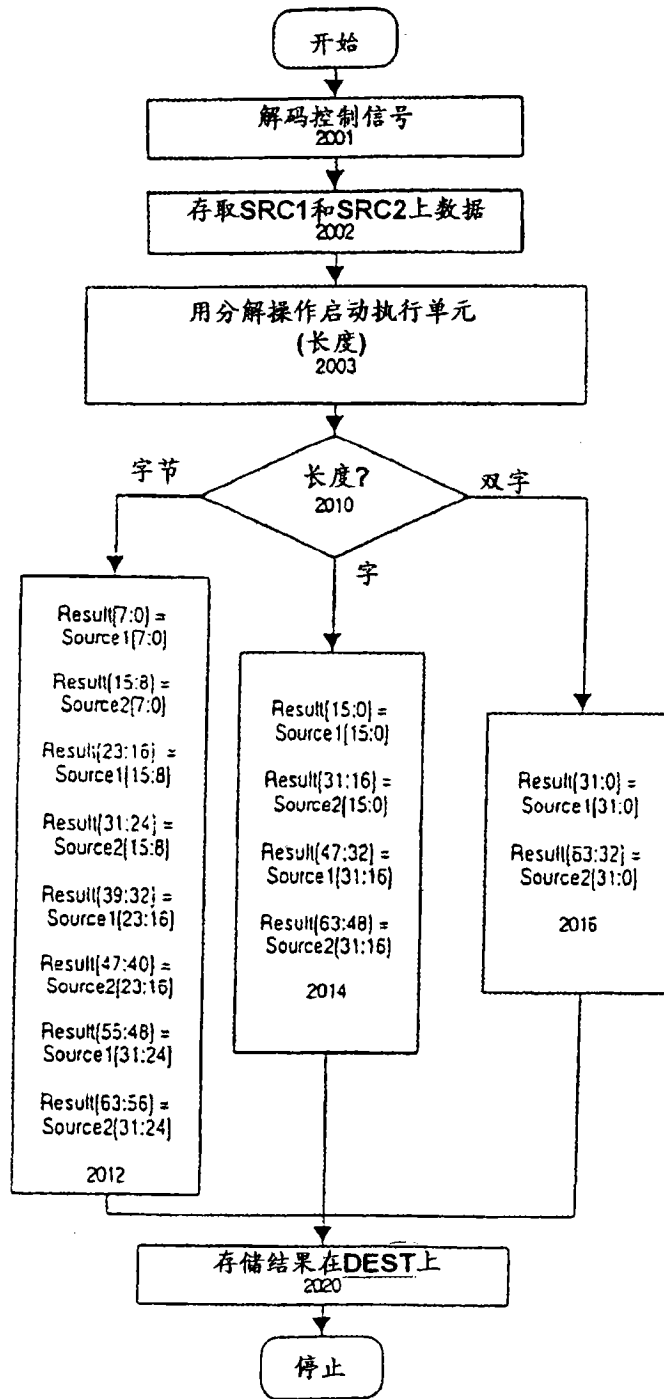 开始
解码控制信号
2001
存取SRC1和SRC2上数据
2002
用分解操作启动执行单元
(长度)
2003
长度?
2010
字节
字
双字
Result[7:0] =
Source1[7:0]
Result[15:8] =
Source2[7:0]
Result[23:16] =
Source1[15:8]
Result[31:24] =
Source2[15:8]
Result[39:32] =
Source1[23:16]
Result[47:40] =
Source2[23:16]
Result[55:48] =
Source1[31:24]
Result[63:56] =
Source2[31:24]
2012
Result[15:0] =
Source1[15:0]
Result[31:16] =
Source2[15:0]
Result[47:32] =
Source1[31:16]
Result[63:48] =
Source2[31:16]
2014
Result[31:0] =
Source1[31:0]
Result[63:32] =
Source2[31:0]
2016
存储结果在DEST上
2020
停止